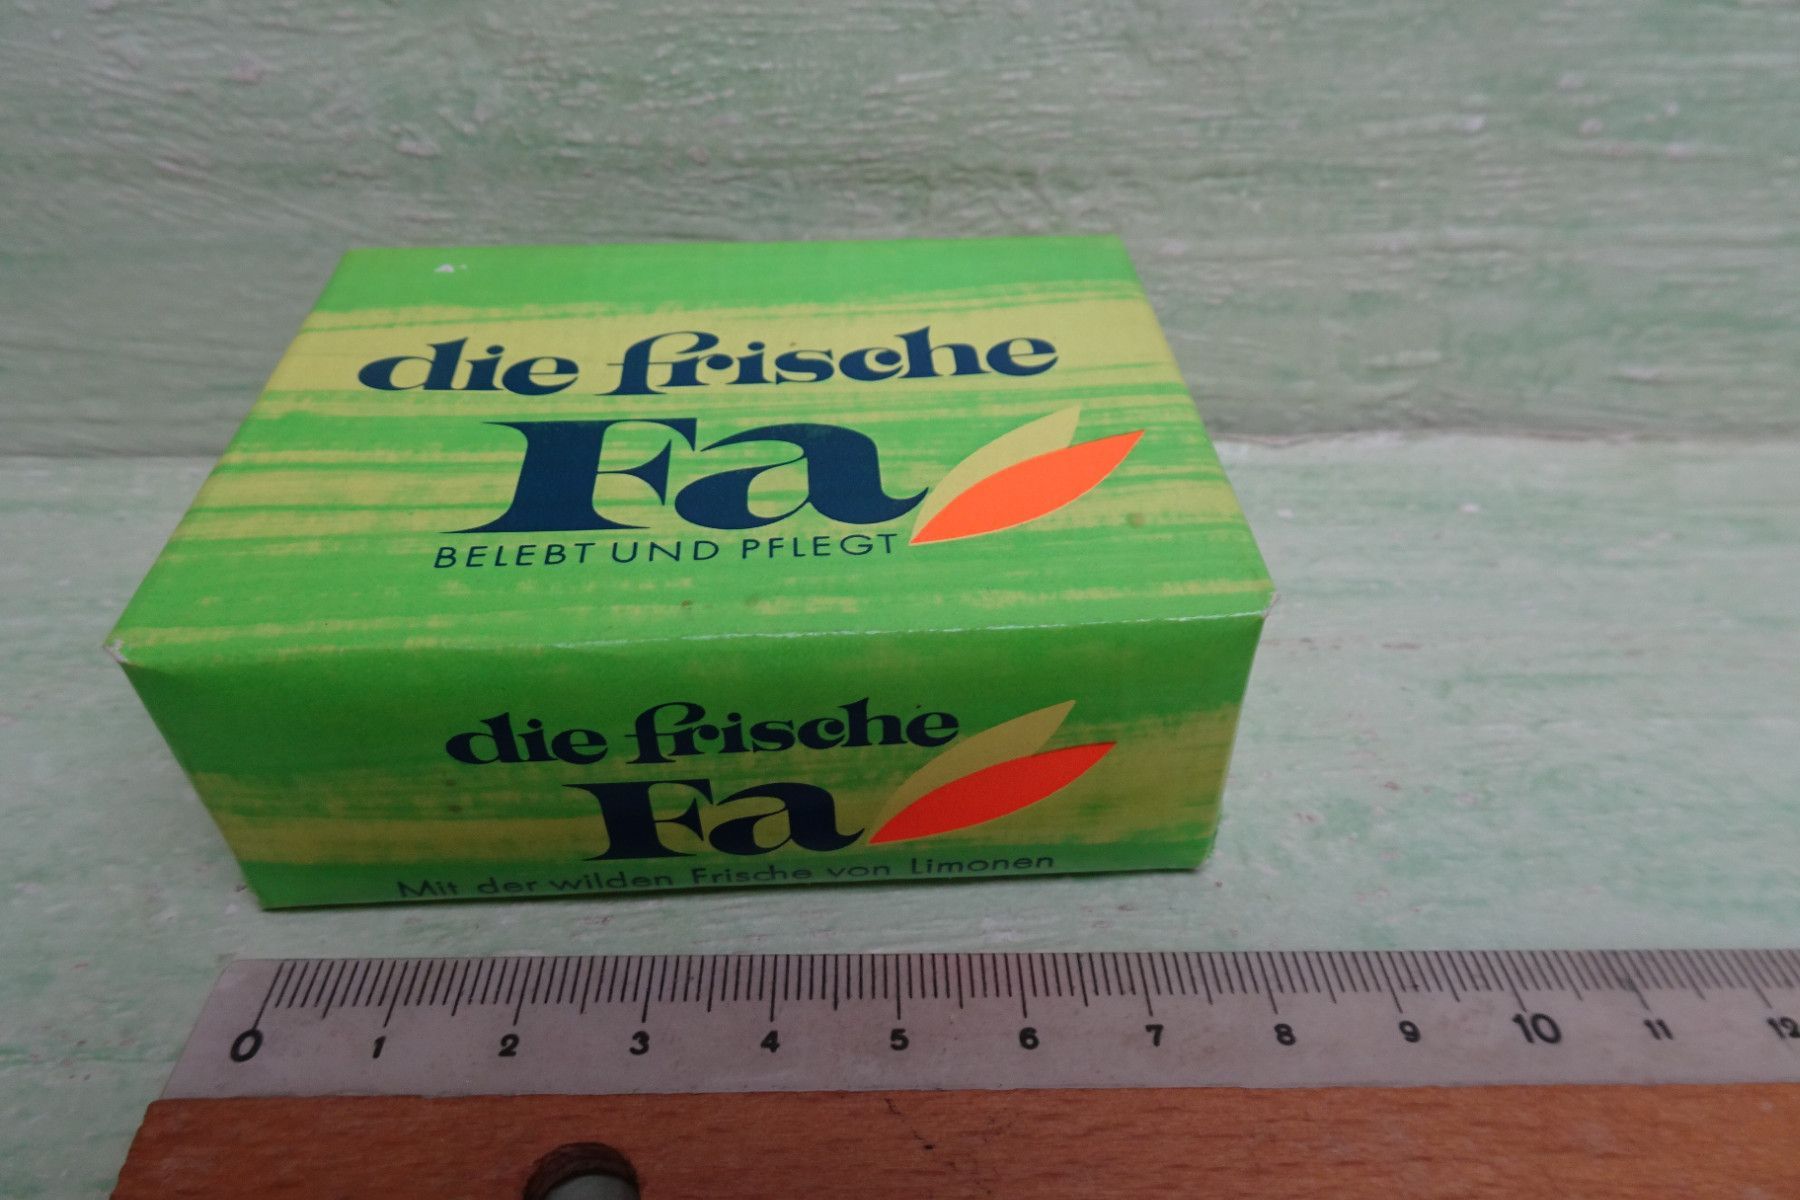 die frische
Fa
BELEBT UND PFLEGT
die frische
Fa
Mit der wilden Frische von Limonen
0 1 2 3 4 5 6 7 8 9 10 11 12